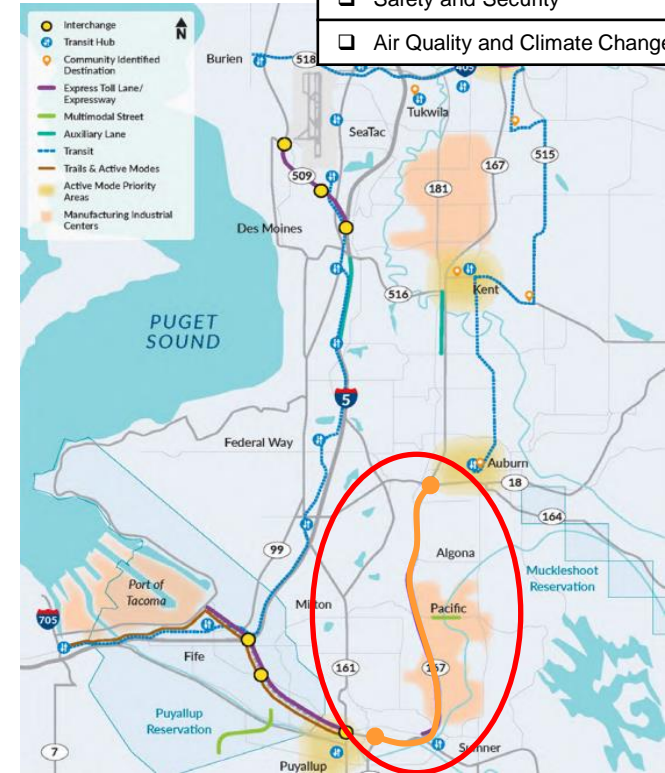 ❑ Safety and Security
❑ Air Quality and Climate Change
Interchange
Transit Hub
Community Identified
Destination
Express Toll Lane/
Expressway
Multimodal Street
Auxiliary Lane
Transit
Trails & Active Modes
Active Mode Priority
Areas
Manufacturing Industrial
Centers
N
Burien
518
405
Tukwila
SeaTac
515
167
181
509
Des Moines
516
Kent
PUGET
SOUND
5
Federal Way
Auburn
18
164
99
Algona
Muckleshoot
Reservation
Port of
Tacoma
Milton
Pacific
705
Fife
161
167
Puyallup
Reservation
7
Sumner
Puyallup